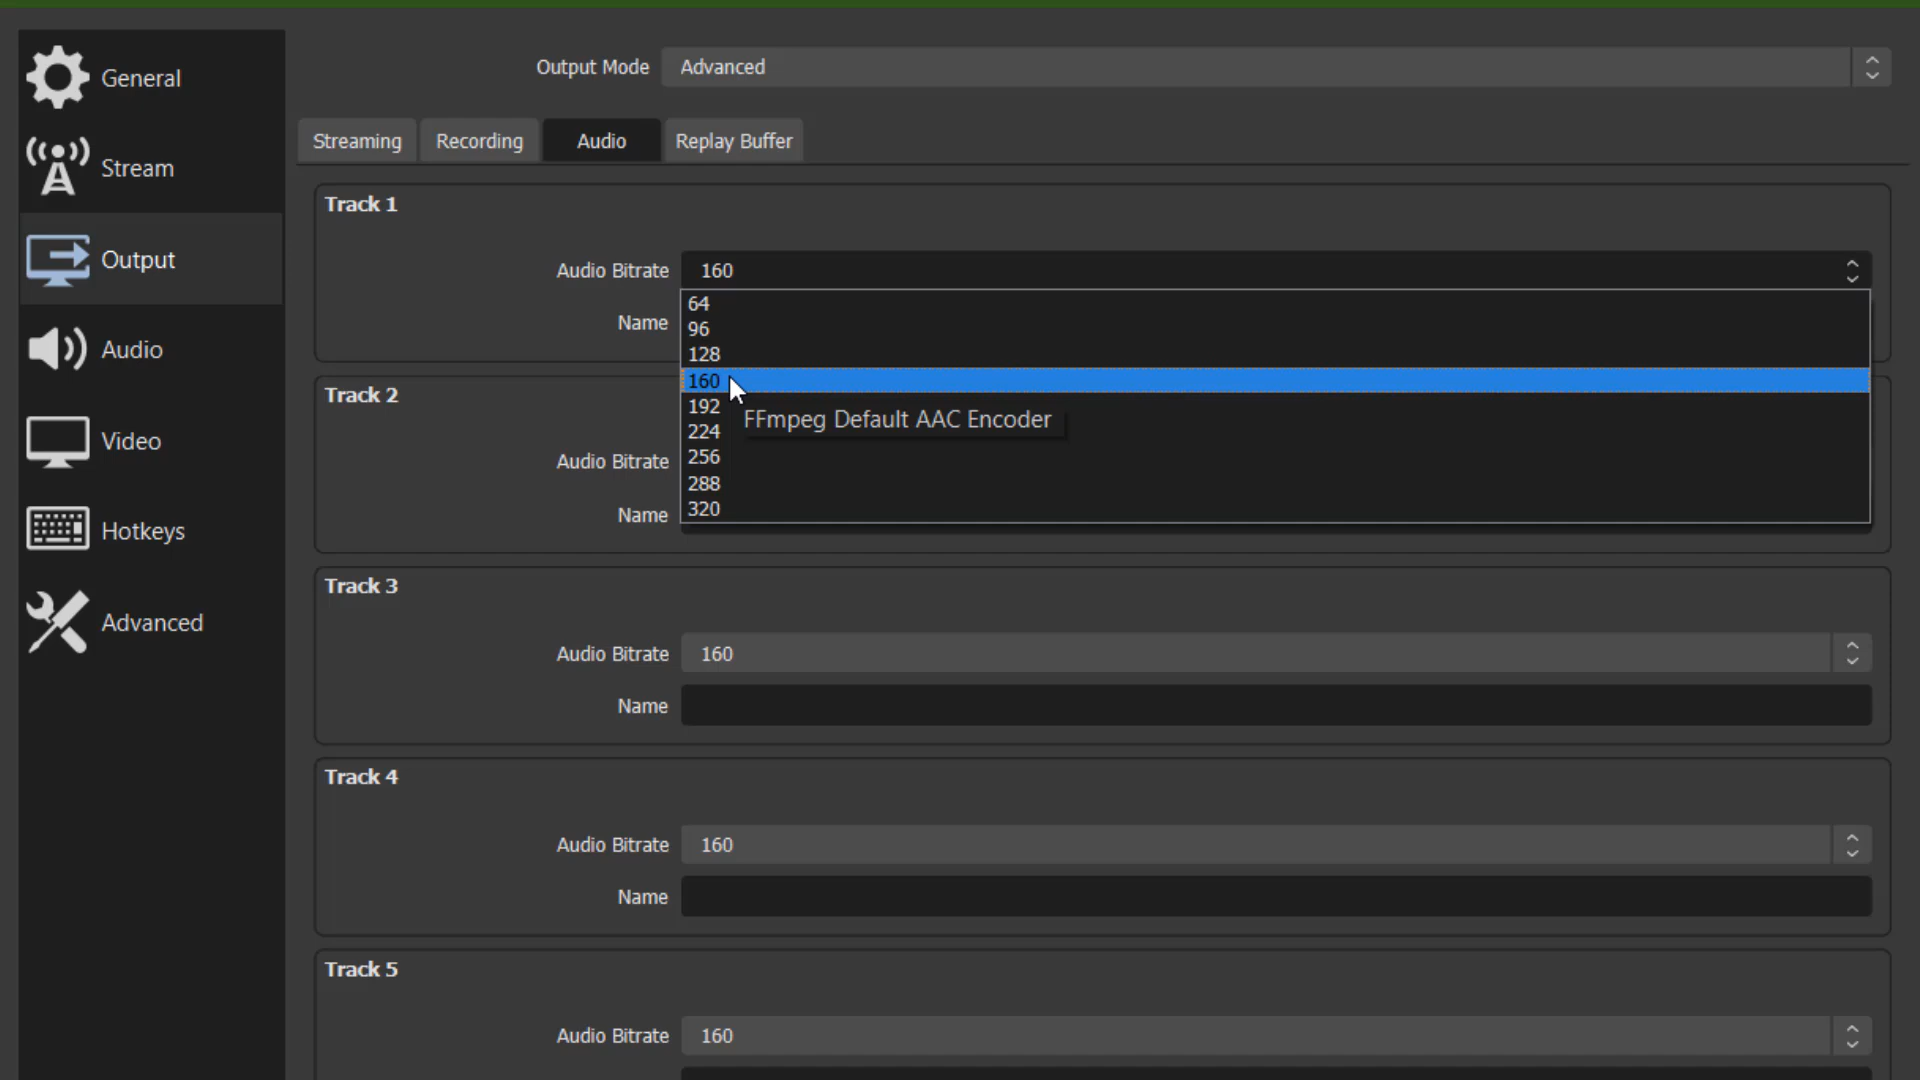 General
Stream
Output
Audio
Video
Hotkeys
Advanced
Output Mode Advanced
Streaming Recording Audio Replay Buffer
Track 1
Audio Bitrate 160
Name
64
96
128
160
192
224
256
288
320
FFmpeg Default AAC Encoder
Track 2
Audio Bitrate
Name
Track 3
Audio Bitrate 160
Name
Track 4
Audio Bitrate 160
Name
Track 5
Audio Bitrate 160